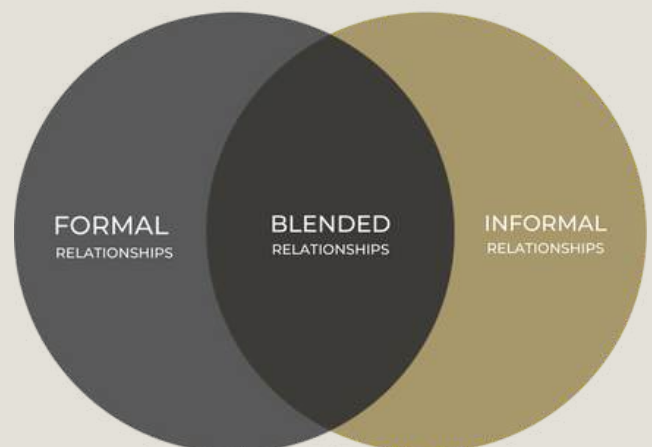 FORMAL
RELATIONSHIPS
BLENDED
RELATIONSHIPS
INFORMAL
RELATIONSHIPS